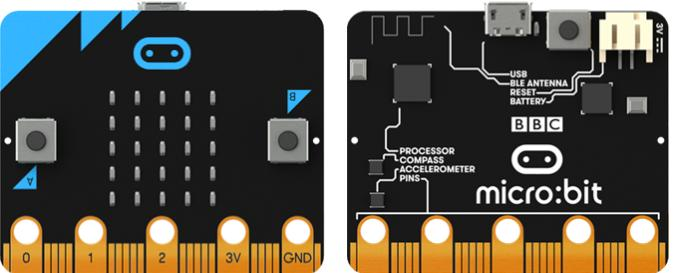 B
A
0 1 2 3V GND
3V
USB
BLE ANTENNA
RESET
BATTERY
BBC
PROCESSOR
COMPASS
ACCELEROMETER
PINS
micro:bit